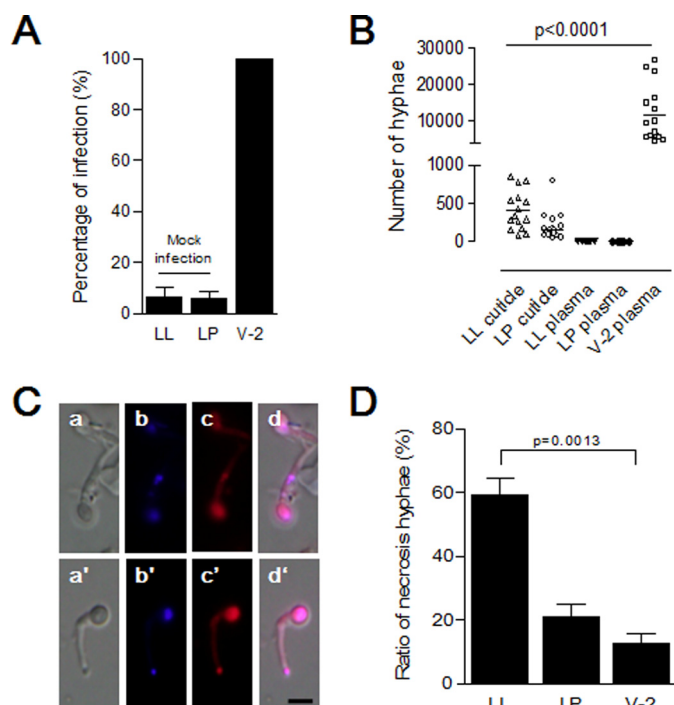 A
Percentage of infection (%)
100
80
60
40
20
0
Mock
infection
LL LP V-2
B
p<0.0001
Number of hyphae
30000
20000
10000
1000
500
0
LL cuticle
LP cuticle
LL plasma
LP plasma
V-2 plasma
C
a b c d
a' b' c' d'
D
Ratio of necrosis hyphae (%)
80
60
40
20
0
p=0.0013
LL LP V-2